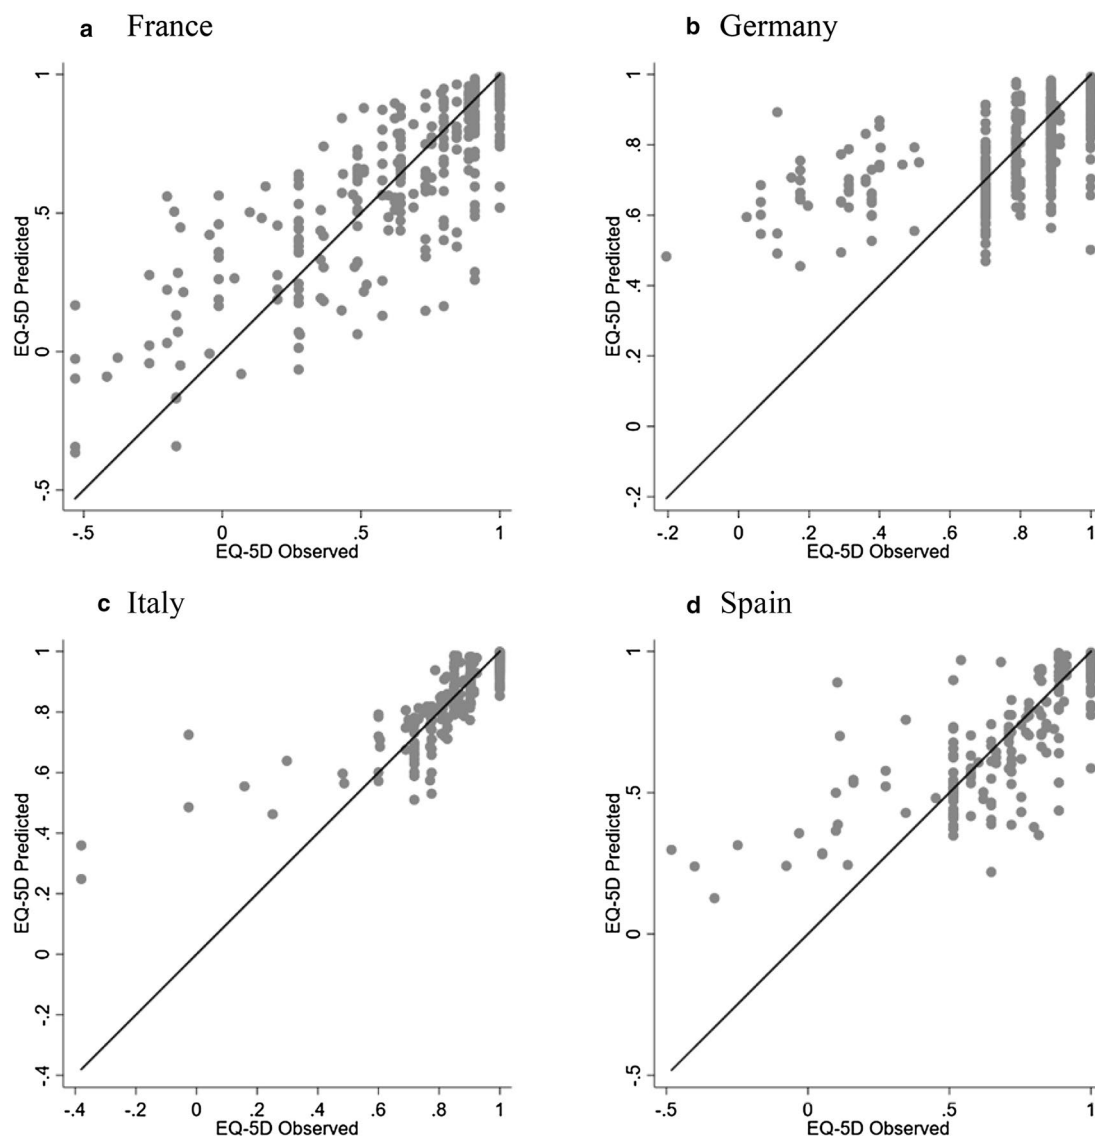 a France
1
.5
0
-.5
EQ-5D Predicted
-.5 0 .5 1
EQ-5D Observed
b Germany
1
.8
.6
.4
.2
0
-.2
EQ-5D Predicted
-.2 0 .2 .4 .6 .8 1
EQ-5D Observed
c Italy
1
.8
.6
.4
.2
0
-.2
-.4
EQ-5D Predicted
-.4 -.2 0 .2 .4 .6 .8 1
EQ-5D Observed
d Spain
1
.5
0
-.5
EQ-5D Predicted
-.5 0 .5 1
EQ-5D Observed